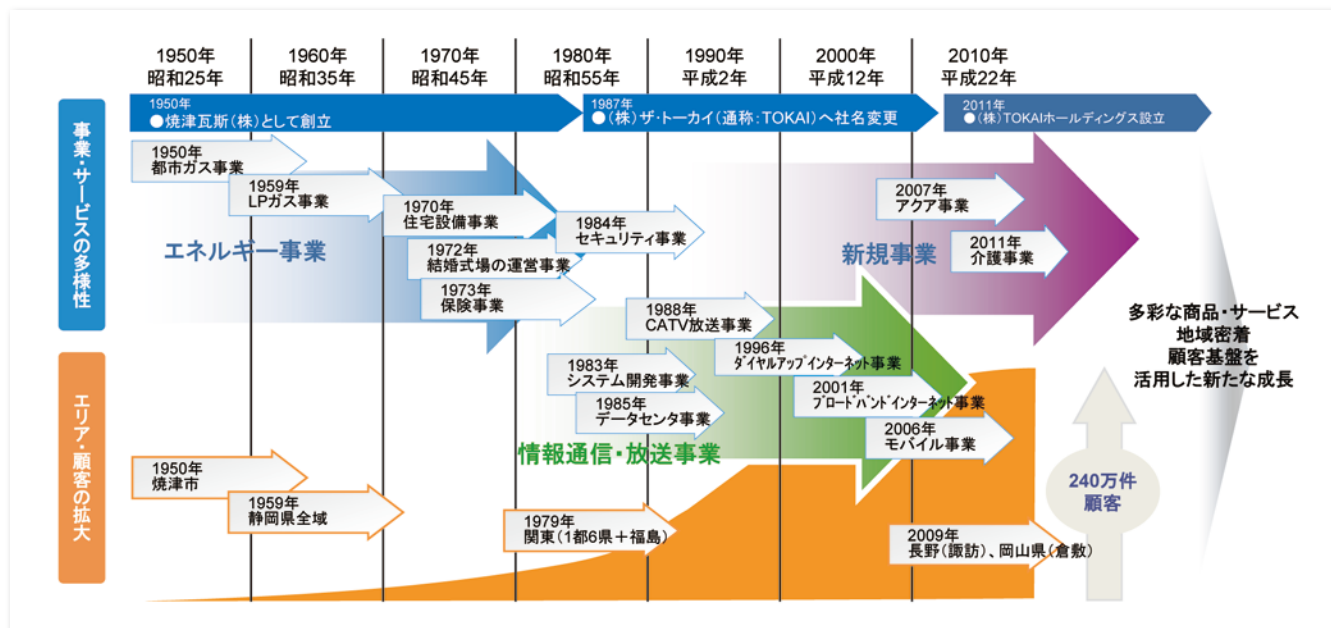 1950年
昭和25年
1960年
昭和35年
1970年
昭和45年
1980年
昭和55年
1990年
平成2年
2000年
平成12年
2010年
平成22年
事業・サービスの多様性
1950年
●焼津瓦斯(株)として創立
1987年
●(株)ザ・トーカイ(通称:TOKAI)へ社名変更
2011年
●(株)TOKAIホールディングス設立
1950年
都市ガス事業
1959年
LPガス事業
1970年
住宅設備事業
1972年
結婚式場の運営事業
1973年
保険事業
エネルギー事業
1984年
セキュリティ事業
2007年
アクア事業
2011年
介護事業
新規事業
1988年
CATV放送事業
1996年
ダイヤルアップインターネット事業
1983年
システム開発事業
1985年
データセンタ事業
2001年
ブロードバンドインターネット事業
2006年
モバイル事業
情報通信・放送事業
多彩な商品・サービス
地域密着
顧客基盤を
活用した新たな成長
エリア・顧客の拡大
1950年
焼津市
1959年
静岡県全域
1979年
関東(1都6県+福島)
2009年
長野(諏訪)、岡山県(倉敷)
240万件
顧客